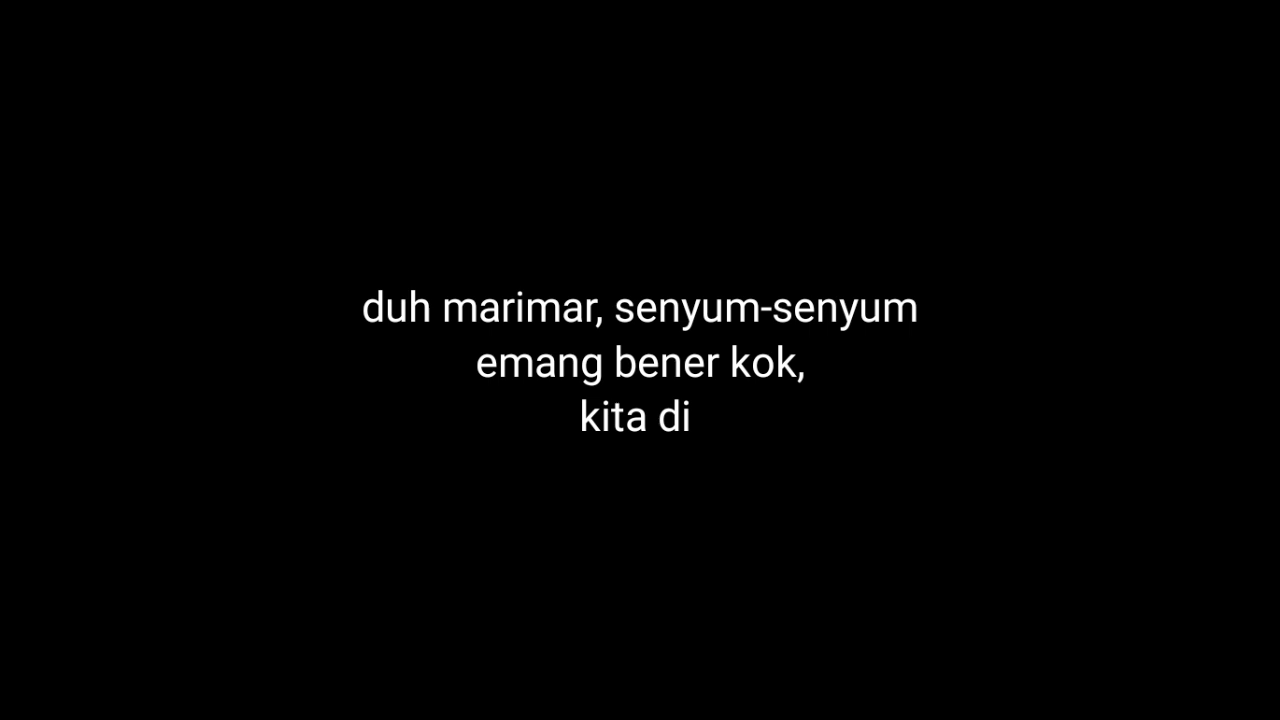 duh marimar, senyum-senyum
emang bener kok,
kita di